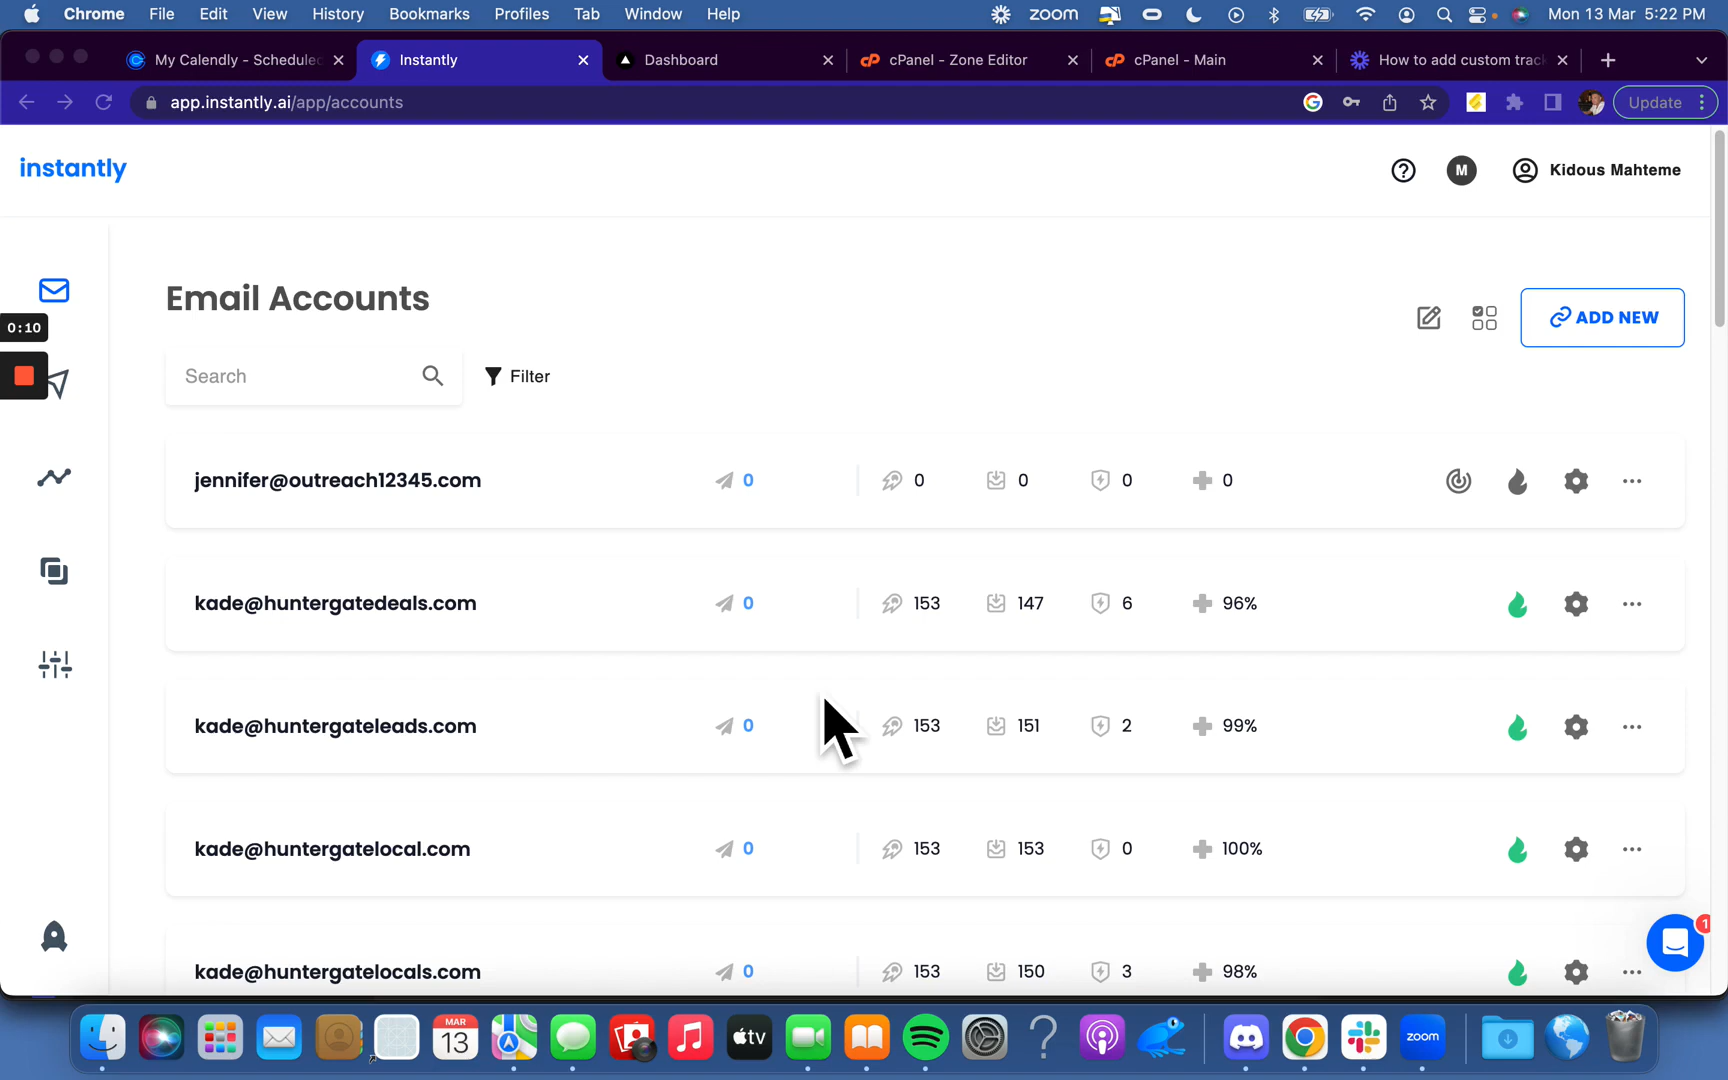 Chrome File Edit View History Bookmarks Profiles Tab Window Help zoom Mon 13 Mar 5:22 PM
My Calendly - Scheduled Instantly Dashboard cPanel - Zone Editor cPanel - Main How to add custom track
app.instantly.ai/app/accounts Update
instantly
M Kidous Mahteme
Email Accounts
ADD NEW
0:10
Search Filter
jennifer@outreach12345.com 0 0 0 0 0
kade@huntergatedeals.com 0 153 147 6 96%
kade@huntergateleads.com 0 153 151 2 99%
kade@huntergatelocal.com 0 153 153 0 100%
1
kade@huntergatelocals.com 0 153 150 3 98%
MAR
13
tv
zoom